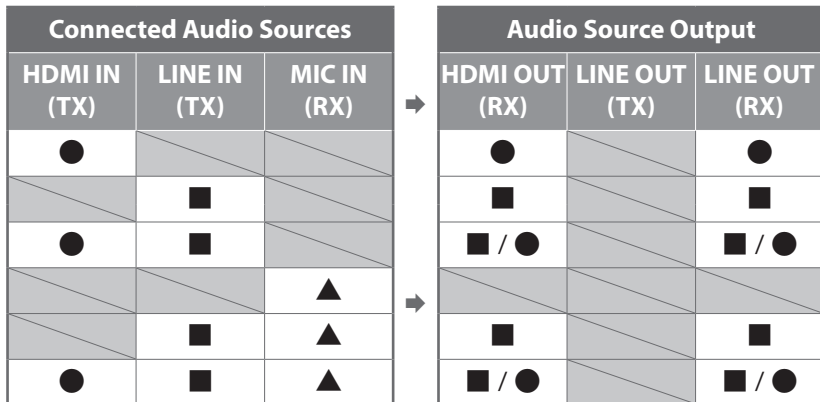 Connected Audio Sources
Audio Source Output
HDMI IN (TX)
LINE IN (TX)
MIC IN (RX)
HDMI OUT (RX)
LINE OUT (TX)
LINE OUT (RX)
● ●  ●
■ ■ ■
● ■ ■ / ● ■ / ●
▲
■ ▲ ■ ■
● ■ ▲ ■ / ● ■ / ●